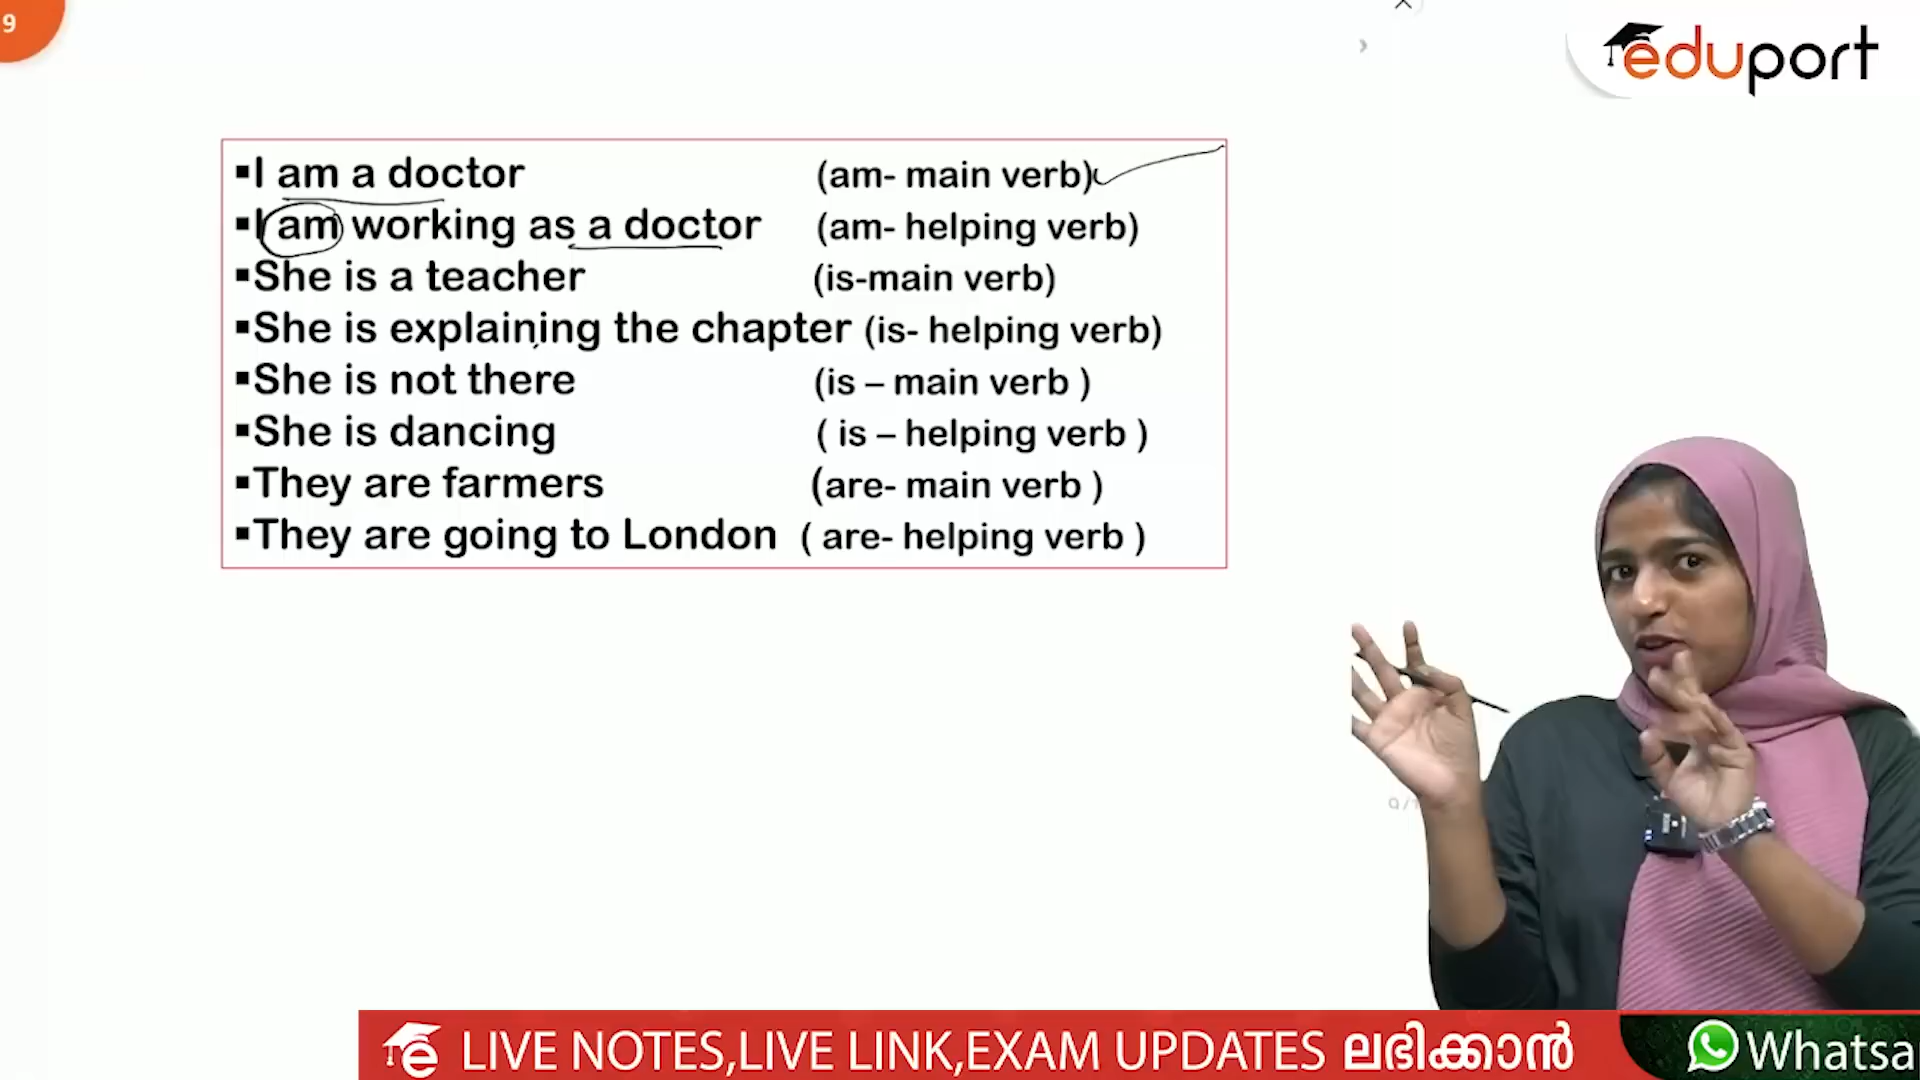 9
eduport
▪I am a doctor (am- main verb)
▪I am working as a doctor (am- helping verb)
▪She is a teacher (is-main verb)
▪She is explaining the chapter (is- helping verb)
▪She is not there (is – main verb )
▪She is dancing ( is – helping verb )
▪They are farmers (are- main verb )
▪They are going to London ( are- helping verb )
LIVE NOTES,LIVE LINK,EXAM UPDATES ലഭിക്കാൻ
Whatsa